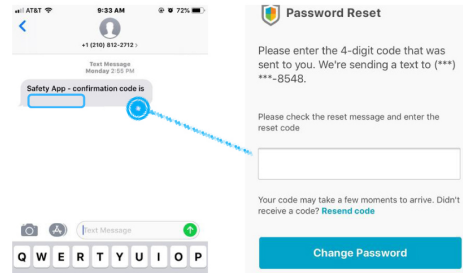 AT&T
9:33 AM
72%
+1 (210) 812-2712 >
Text Message
Monday 2:55 PM
Safety App - confirmation code is
Text Message
Q W E R T Y U I O P
Password Reset
Please enter the 4-digit code that was
sent to you. We're sending a text to (***)
***-8548.
Please check the reset message and enter the
reset code
Your code may take a few moments to arrive. Didn't
receive a code? Resend code
Change Password